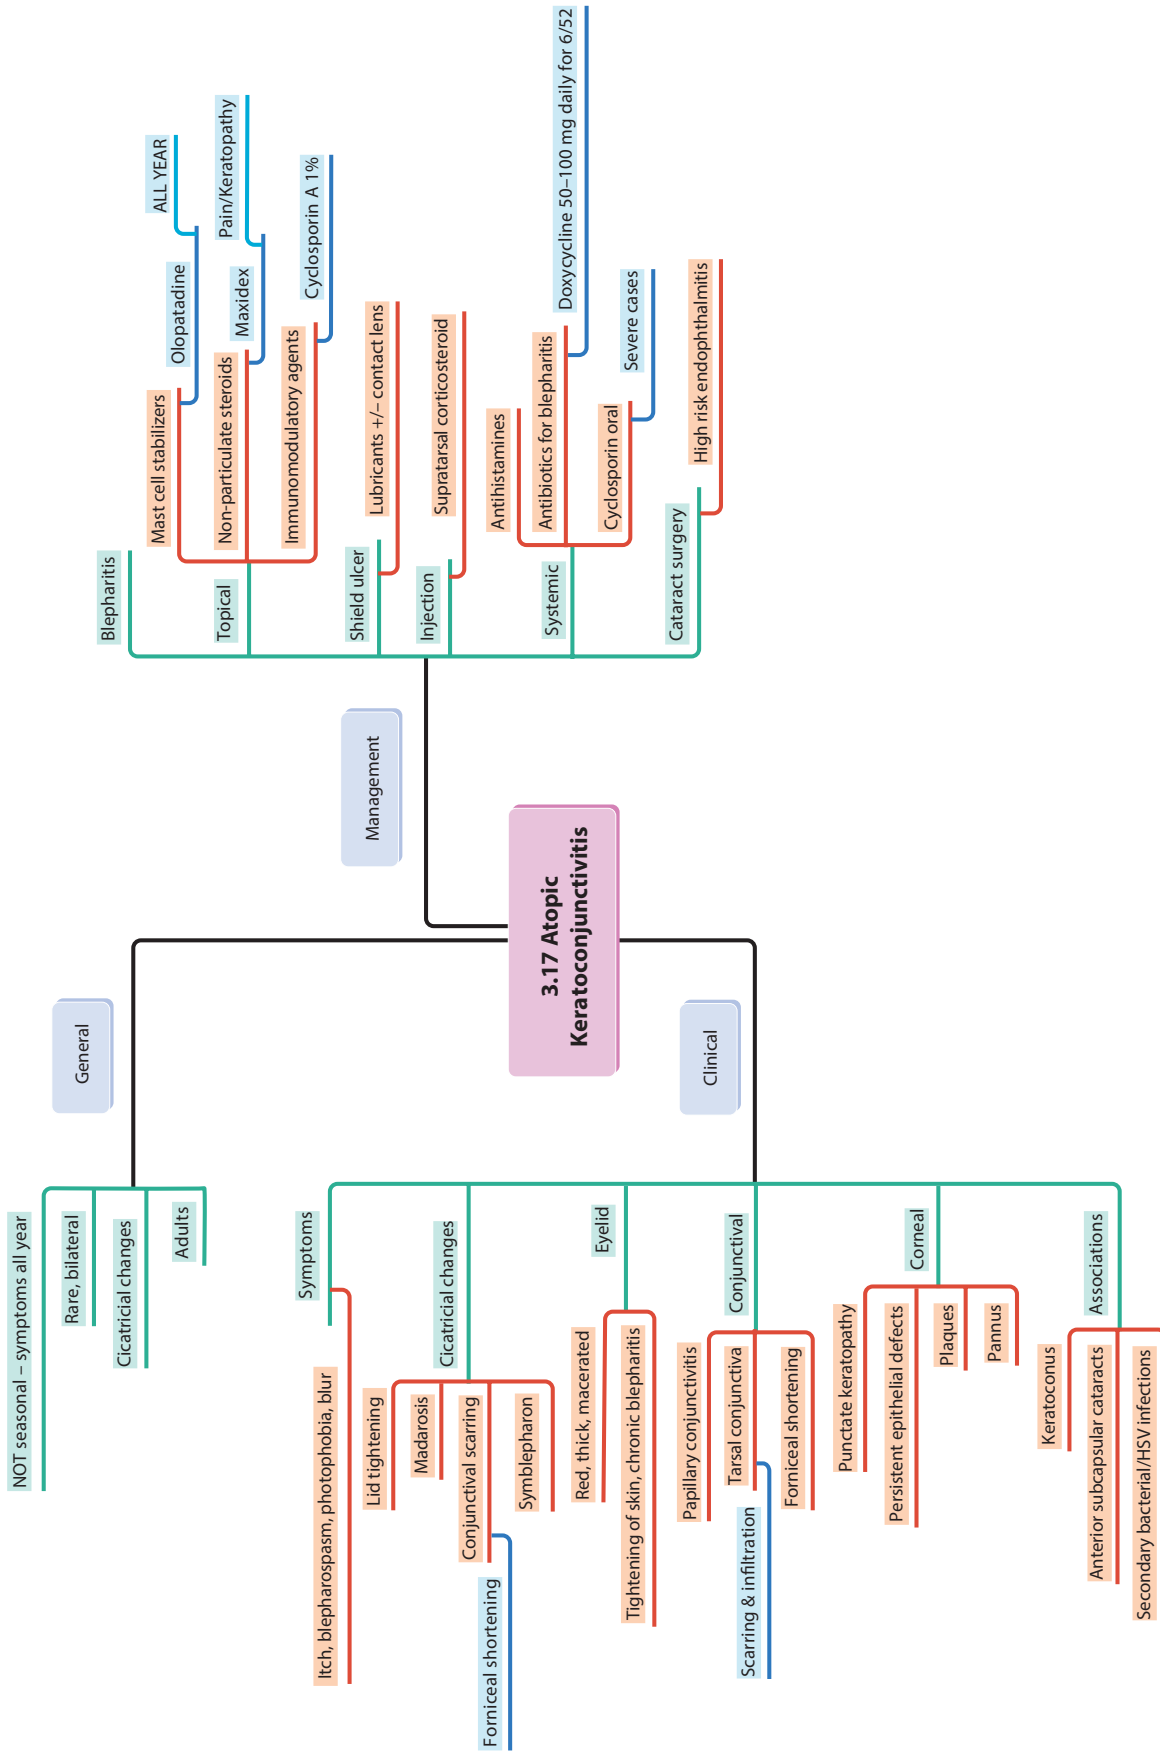 3.17 Atopic
Keratoconjunctivitis
General
NOT seasonal – symptoms all year
Rare, bilateral
Cicatricial changes
Adults
Clinical
Symptoms
Itch, blepharospasm, photophobia, blur
Cicatricial changes
Lid tightening
Madarosis
Conjunctival scarring
Forniceal shortening
Symblepharon
Eyelid
Red, thick, macerated
Tightening of skin, chronic blepharitis
Conjunctival
Papillary conjunctivitis
Tarsal conjunctiva
Scarring & infiltration
Forniceal shortening
Corneal
Punctate keratopathy
Persistent epithelial defects
Plaques
Pannus
Associations
Keratoconus
Anterior subcapsular cataracts
Secondary bacterial/HSV infections
Management
Blepharitis
Topical
Mast cell stabilizers
Olopatadine
ALL YEAR
Non-particulate steroids
Maxidex
Pain/Keratopathy
Immunomodulatory agents
Cyclosporin A 1%
Shield ulcer
Lubricants +/– contact lens
Injection
Supratarsal corticosteroid
Systemic
Antihistamines
Antibiotics for blepharitis
Doxycycline 50–100 mg daily for 6/52
Cyclosporin oral
Severe cases
Cataract surgery
High risk endophthalmitis